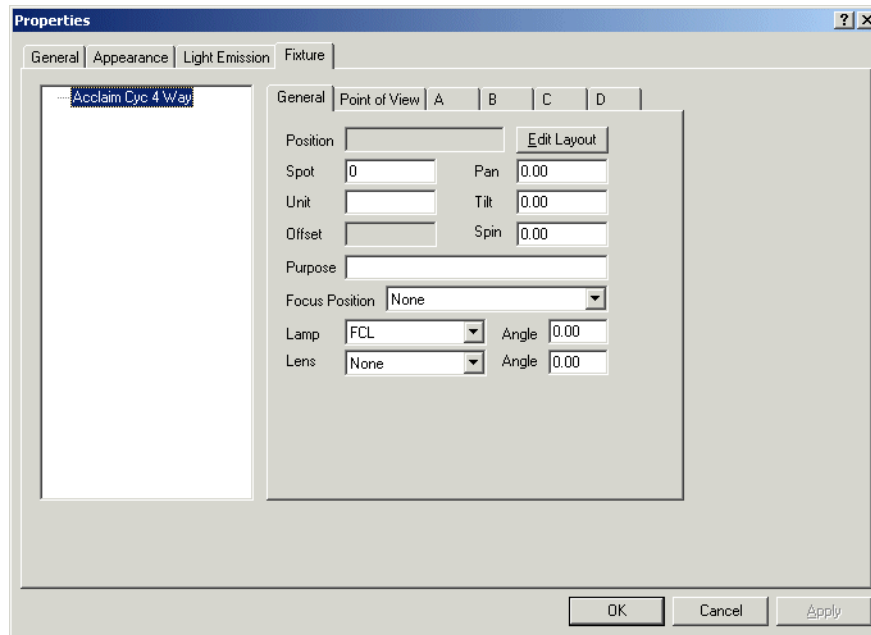 Properties
General Appearance Light Emission Fixture
Acclaim Cyc 4 Way
General Point of View A B C D
Position Edit Layout
Spot 0 Pan 0.00
Unit Tilt 0.00
Offset Spin 0.00
Purpose
Focus Position None
Lamp FCL Angle 0.00
Lens None Angle 0.00
OK Cancel Apply